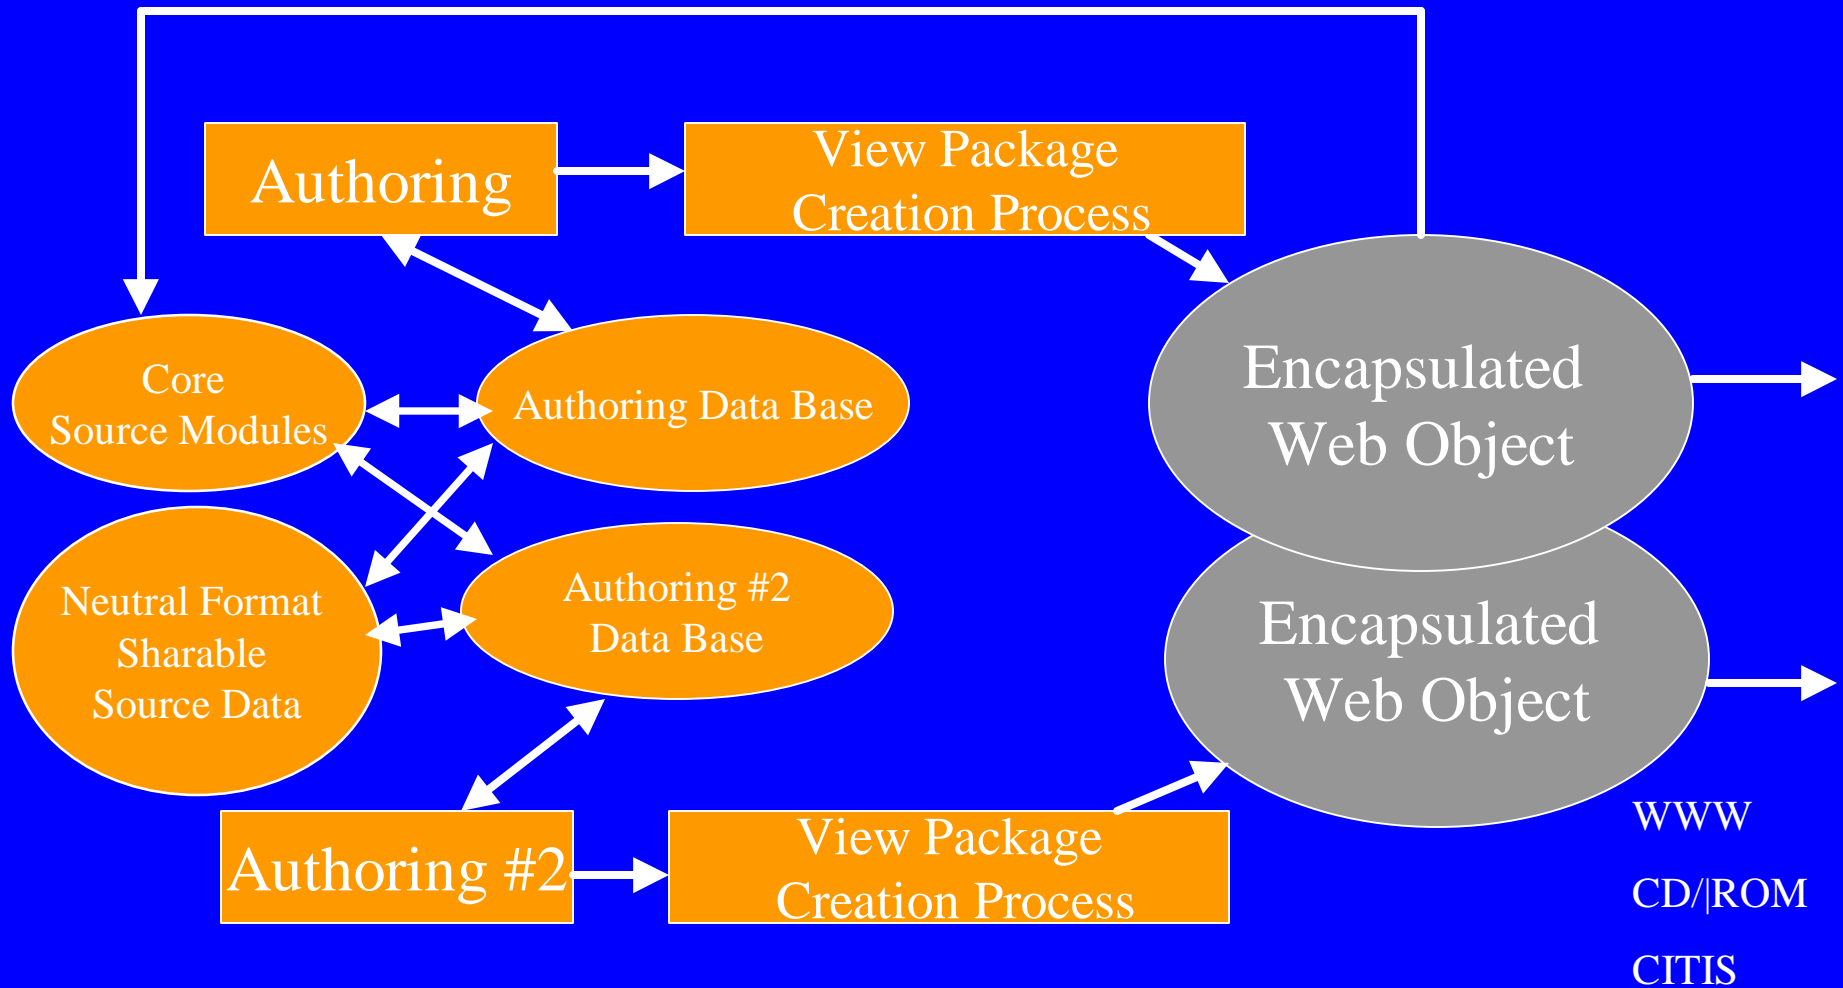 Authoring
View Package
Creation Process
Core
Source Modules
Authoring Data Base
Encapsulated
Web Object
Neutral Format
Sharable
Source Data
Authoring #2
Data Base
Encapsulated
Web Object
Authoring #2
View Package
Creation Process
WWW
CD/|ROM
CITIS